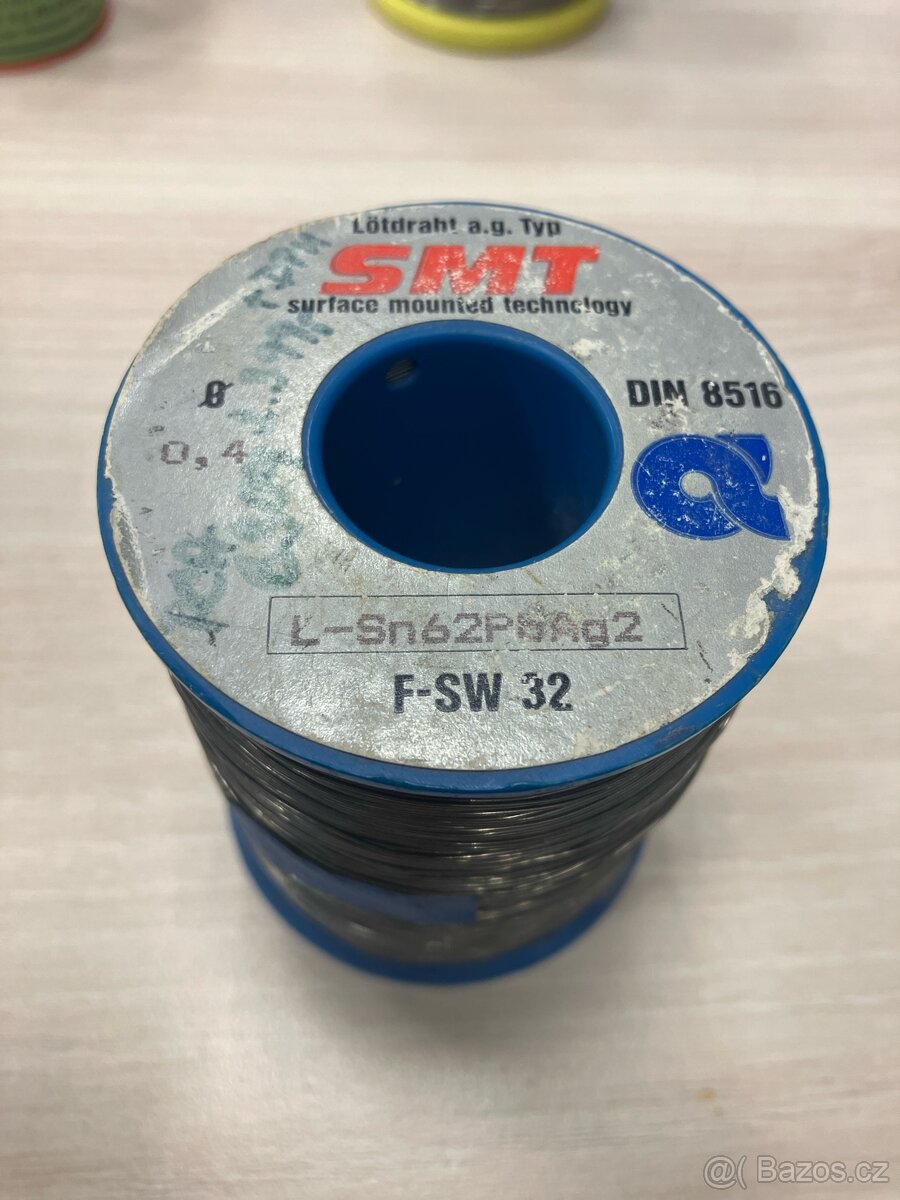 Lötdraht a.g. Typ
SMT
surface mounted technology
Ø
0,4
DIN 8516
L-Sn62PbAg2
F-SW 32
@( Bazos.cz